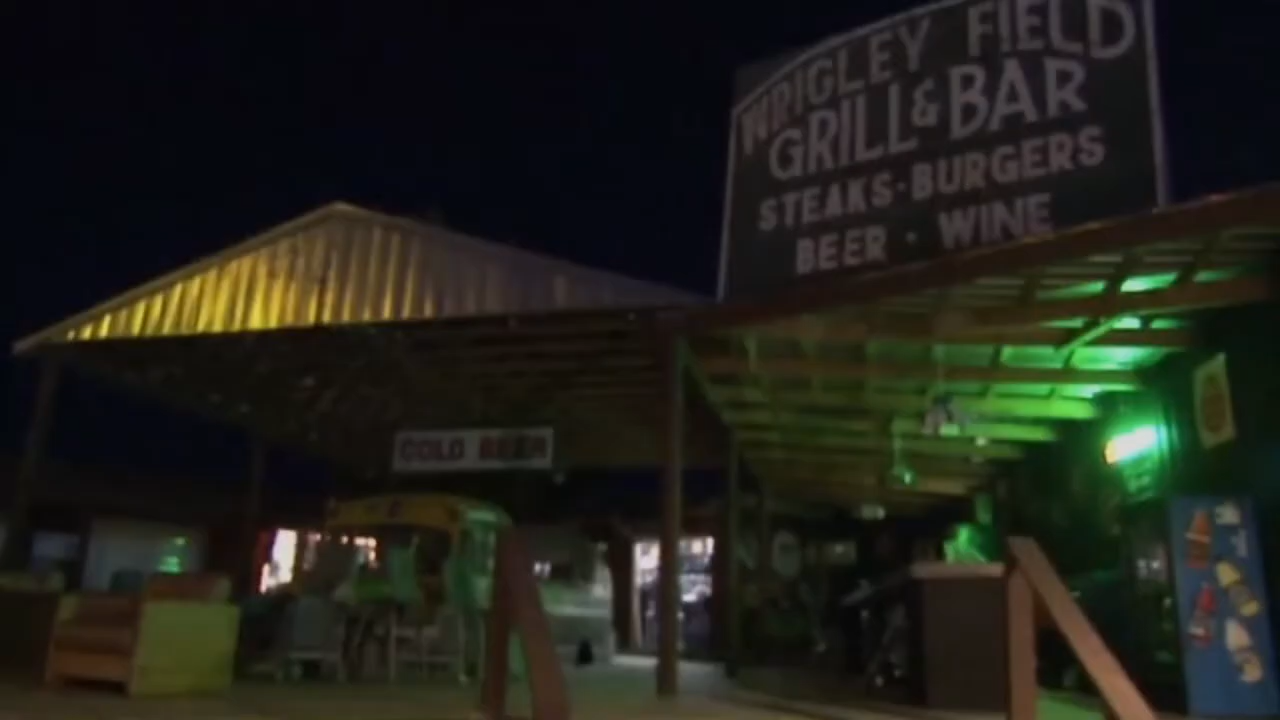 WRIGLEY FIELD
GRILL & BAR
STEAKS · BURGERS
BEER · WINE
COLD BEER